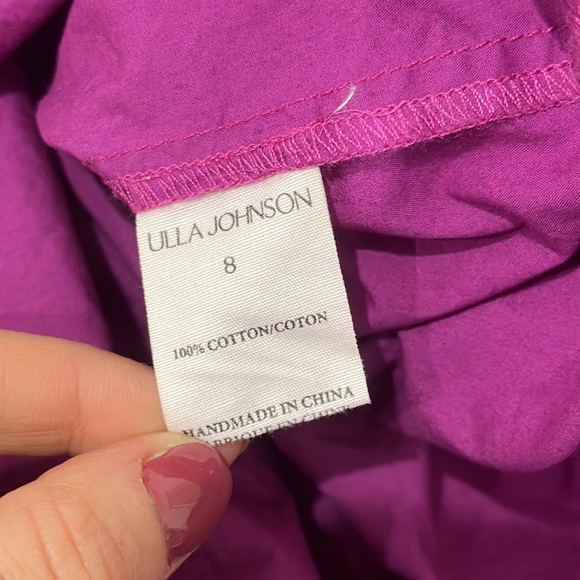 ULLA JOHNSON
8
100% COTTON/COTON
HANDMADE IN CHINA